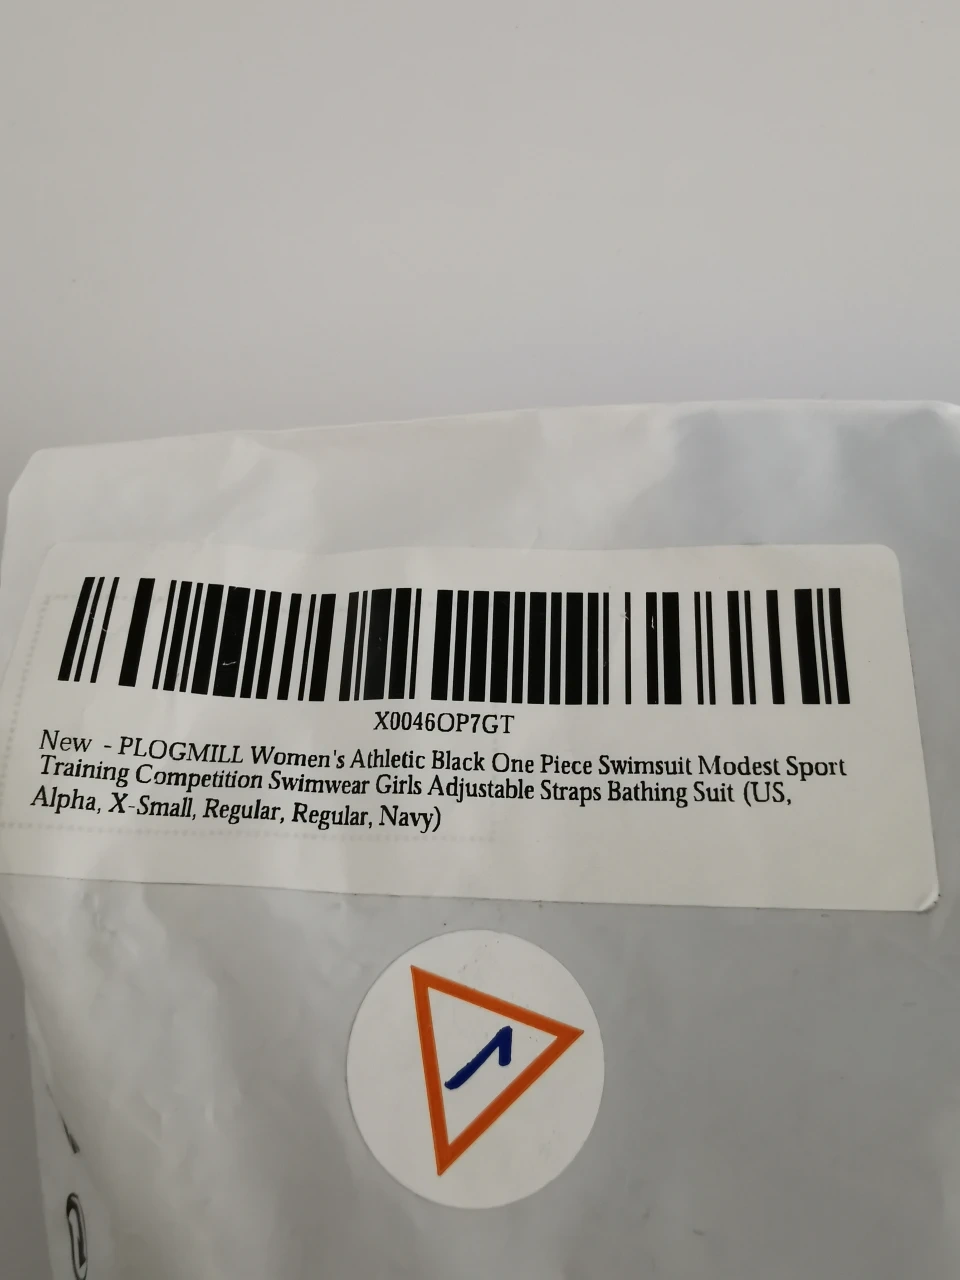 X0046OP7GT
New - PLOGMILL Women's Athletic Black One Piece Swimsuit Modest Sport
Training Competition Swimwear Girls Adjustable Straps Bathing Suit (US,
Alpha, X-Small, Regular, Regular, Navy)
1